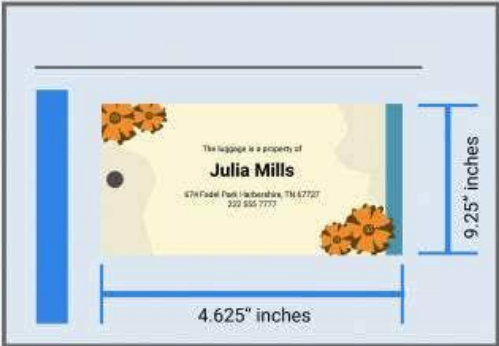 The luggage is a property of
Julia Mills
674 Fadel Park Harbershire, TN 67727
222 555 7777
9.25" inches
4.625" inches